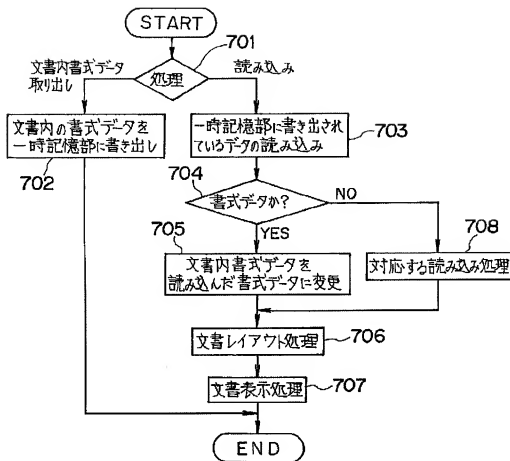 START
701
文書内書式データ
取り出し
処理
読み込み
文書内の書式データを
一時記憶部に書き出し
702
一時記憶部に書き出され
ているデータの読み込み
703
704
書式データか?
NO
YES
705
文書内書式データを
読み込んだ書式データに変更
708
対応する読み込み処理
文書レイアウト処理
706
文書表示処理
707
END